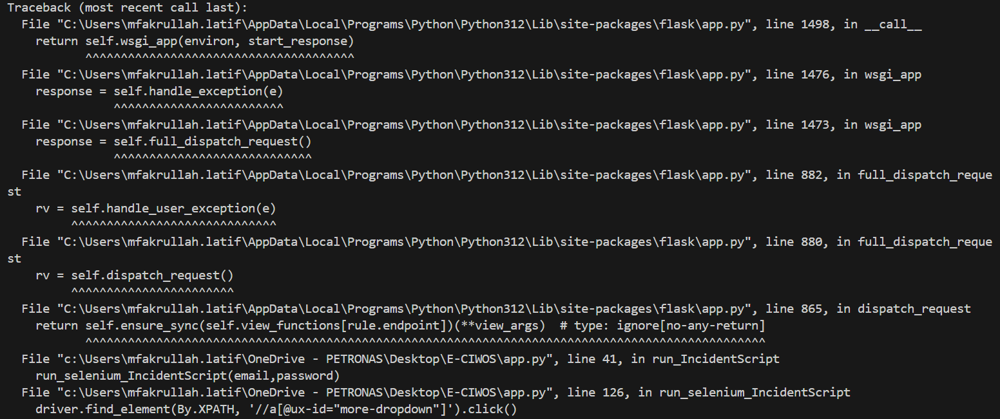 Traceback (most recent call last):
  File "C:\Users\mfakrullah.latif\AppData\Local\Programs\Python\Python312\Lib\site-packages\flask\app.py", line 1498, in __call__
    return self.wsgi_app(environ, start_response)
           ^^^^^^^^^^^^^^^^^^^^^^^^^^^^^^^^^^^^^^
  File "C:\Users\mfakrullah.latif\AppData\Local\Programs\Python\Python312\Lib\site-packages\flask\app.py", line 1476, in wsgi_app
    response = self.handle_exception(e)
               ^^^^^^^^^^^^^^^^^^^^^^^^
  File "C:\Users\mfakrullah.latif\AppData\Local\Programs\Python\Python312\Lib\site-packages\flask\app.py", line 1473, in wsgi_app
    response = self.full_dispatch_request()
               ^^^^^^^^^^^^^^^^^^^^^^^^^^^^
  File "C:\Users\mfakrullah.latif\AppData\Local\Programs\Python\Python312\Lib\site-packages\flask\app.py", line 882, in full_dispatch_reque
st
    rv = self.handle_user_exception(e)
         ^^^^^^^^^^^^^^^^^^^^^^^^^^^^^
  File "C:\Users\mfakrullah.latif\AppData\Local\Programs\Python\Python312\Lib\site-packages\flask\app.py", line 880, in full_dispatch_reque
st
    rv = self.dispatch_request()
         ^^^^^^^^^^^^^^^^^^^^^^^
  File "C:\Users\mfakrullah.latif\AppData\Local\Programs\Python\Python312\Lib\site-packages\flask\app.py", line 865, in dispatch_request
    return self.ensure_sync(self.view_functions[rule.endpoint])(**view_args)  # type: ignore[no-any-return]
           ^^^^^^^^^^^^^^^^^^^^^^^^^^^^^^^^^^^^^^^^^^^^^^^^^^^^^^^^^^^^^^^^^^^^^^^^^^^^^^^^^^^^^^^^^^^^^^^^
  File "c:\Users\mfakrullah.latif\OneDrive - PETRONAS\Desktop\E-CIWOS\app.py", line 41, in run_IncidentScript
    run_selenium_IncidentScript(email,password)
  File "c:\Users\mfakrullah.latif\OneDrive - PETRONAS\Desktop\E-CIWOS\app.py", line 126, in run_selenium_IncidentScript
    driver.find_element(By.XPATH, '//a[@ux-id="more-dropdown"]').click()